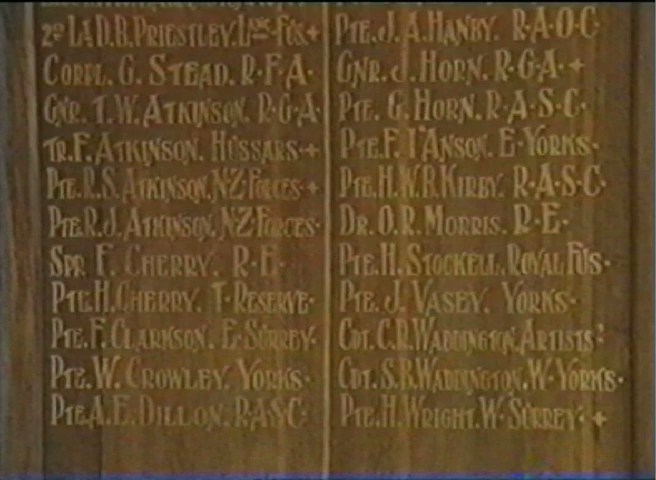 2ᴺᴰ Lᵀ D.B. PRIESTLEY. LANᶜ FUS. +
CORPL. G. STEAD. R·F·A·
GNR. T.W. ATKINSON. R·G·A·
TR. F. ATKINSON. HUSSARS. +
PTE. R.S. ATKINSON. N·Z·FORCES. +
PTE. R.J. ATKINSON. N·Z·FORCES.
SPR F. CHERRY. R·E·
PTE. H. CHERRY. T·RESERVE·
PTE. F. CLARKSON. E·SURREY·
PTE. W. CROWLEY. YORKS·
PTE. A.E. DILLON. R·A·S·C·
PTE. J.A. HANBY. R·A·O·C·
GNR. J. HORN. R·G·A· +
PTE. G. HORN. R·A·S·C·
PTE. F. I'ANSON. E·YORKS·
PTE. H.W.B. KIRBY. R·A·S·C·
DR. O.R. MORRIS. R·E·
PTE. H. STOCKELL. ROYAL FUS·
PTE. J. VASEY. YORKS·
CDT. C.R. WADDINGTON. ARTISTS·
CDT. S.B. WADDINGTON. W·YORKS·
PTE. H. WRIGHT. W·SURREY· +